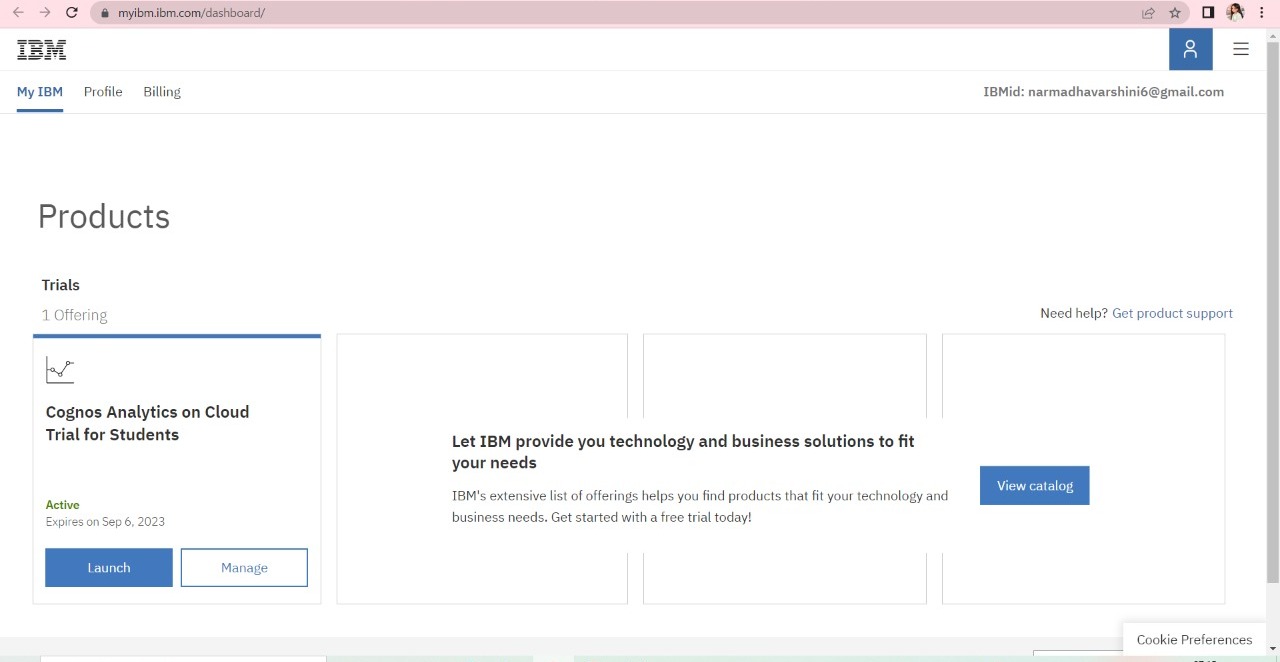 myibm.ibm.com/dashboard/
IBM
My IBM Profile Billing
IBMid: narmadhavarshini6@gmail.com
Products
Trials
1 Offering
Need help? Get product support
Cognos Analytics on Cloud
Trial for Students
Active
Expires on Sep 6, 2023
Launch Manage
Let IBM provide you technology and business solutions to fit
your needs
IBM's extensive list of offerings helps you find products that fit your technology and
business needs. Get started with a free trial today!
View catalog
Cookie Preferences